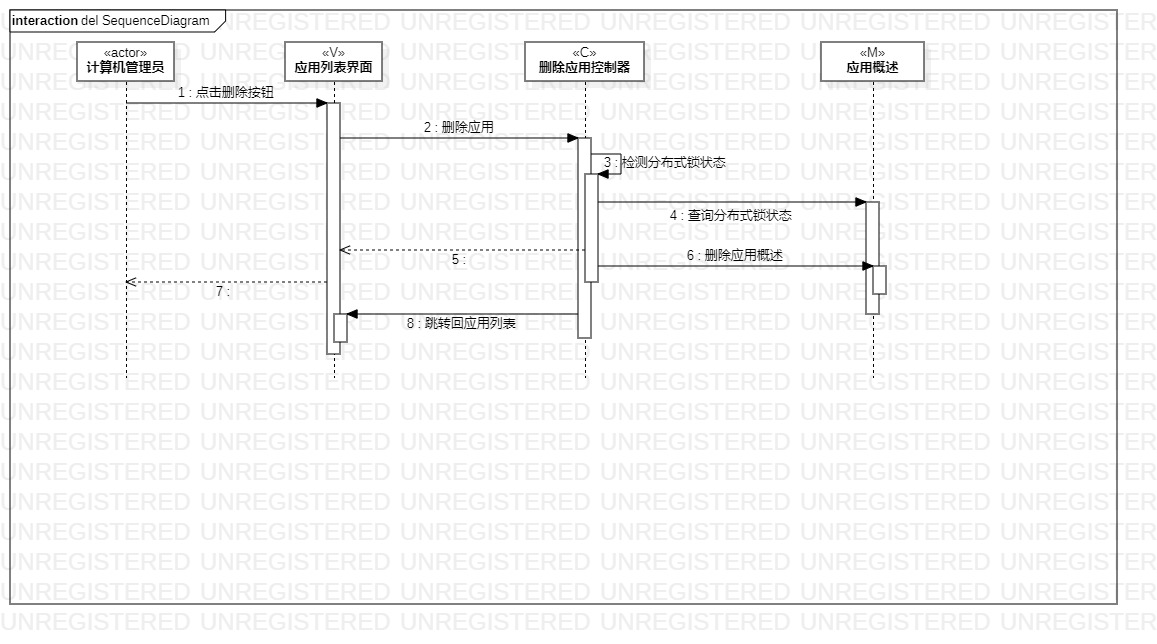 interaction del SequenceDiagram
«actor»
计算机管理员
«V»
应用列表界面
«C»
删除应用控制器
«M»
应用概述
1 : 点击删除按钮
2 : 删除应用
3 : 检测分布式锁状态
4 : 查询分布式锁状态
5 :
6 : 删除应用概述
7 :
8 : 跳转回应用列表
UNREGISTERED UNREGISTERED UNREGISTERED UNREGISTERED UNREGISTERED UNREGISTERED